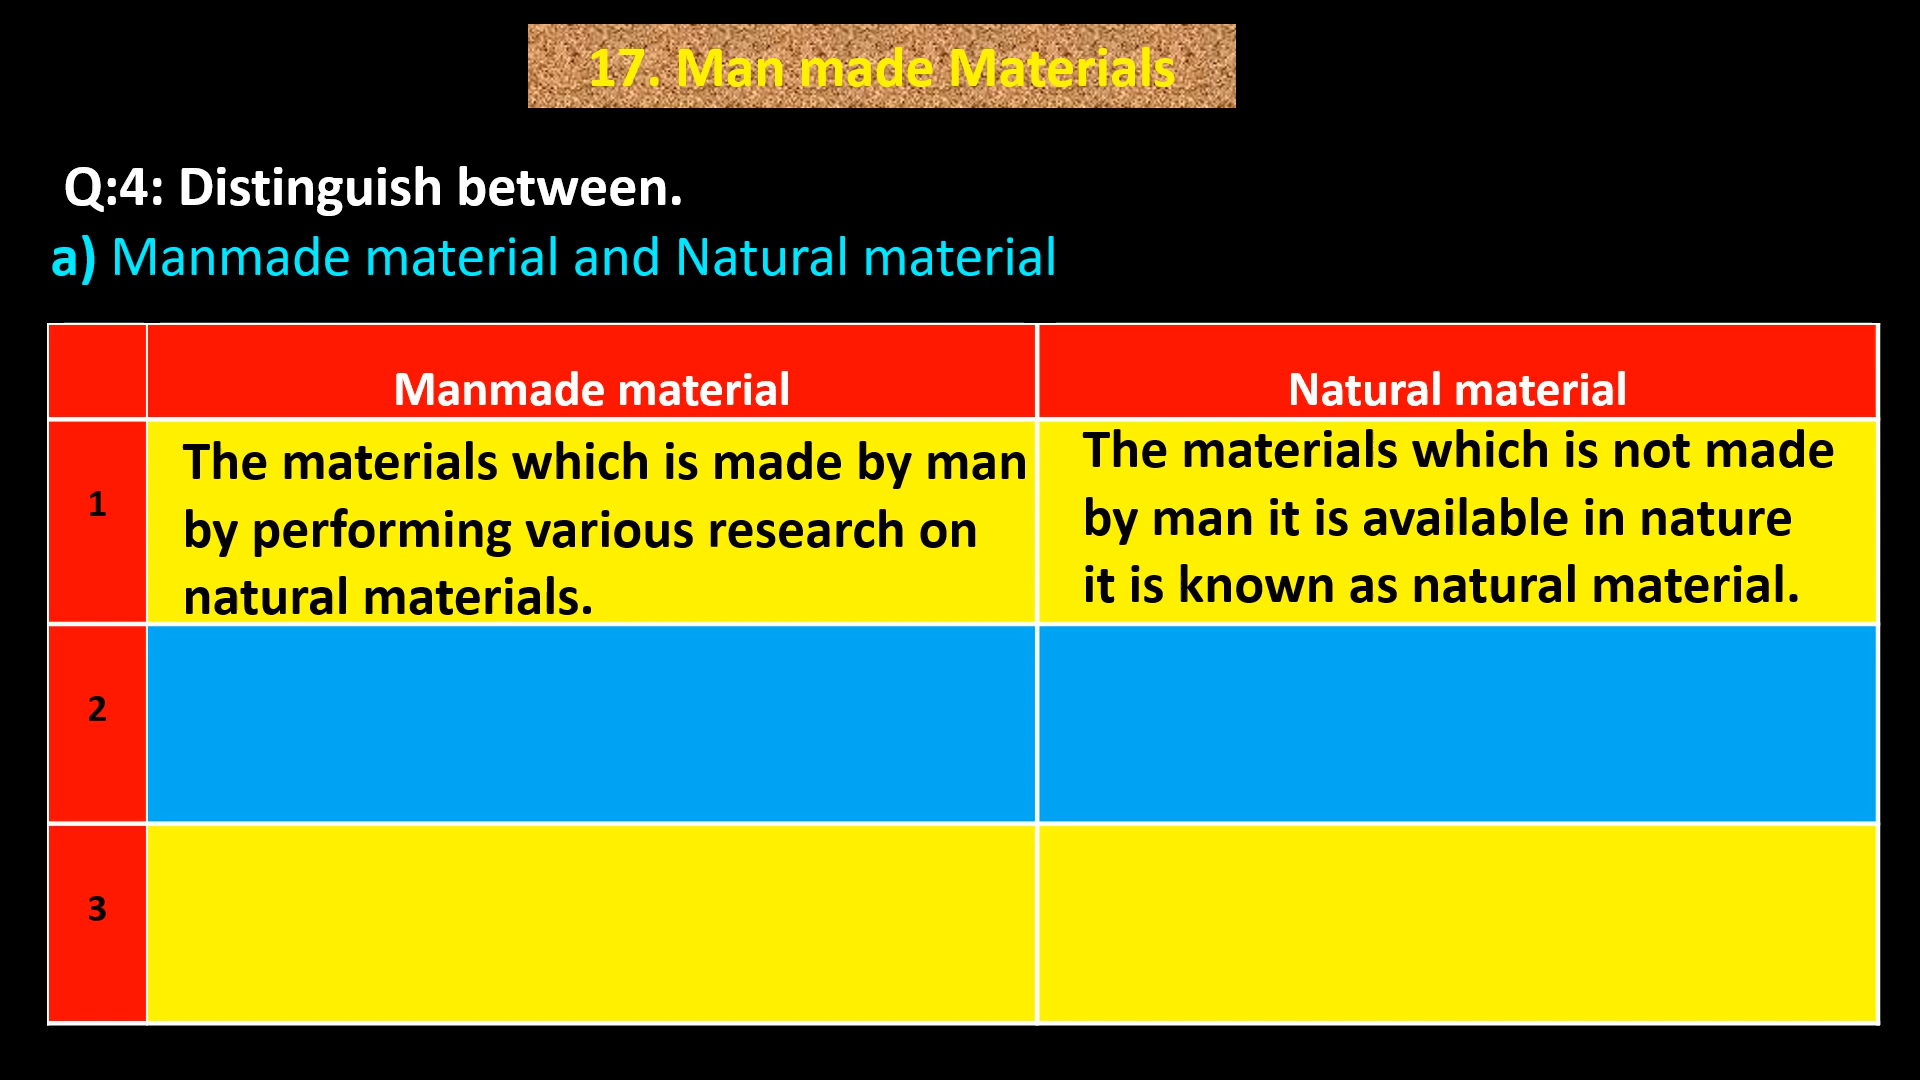 17. Man made Materials
Q:4: Distinguish between.
a) Manmade material and Natural material
Manmade material
Natural material
1
The materials which is made by man
by performing various research on
natural materials.
The materials which is not made
by man it is available in nature
it is known as natural material.
2
3